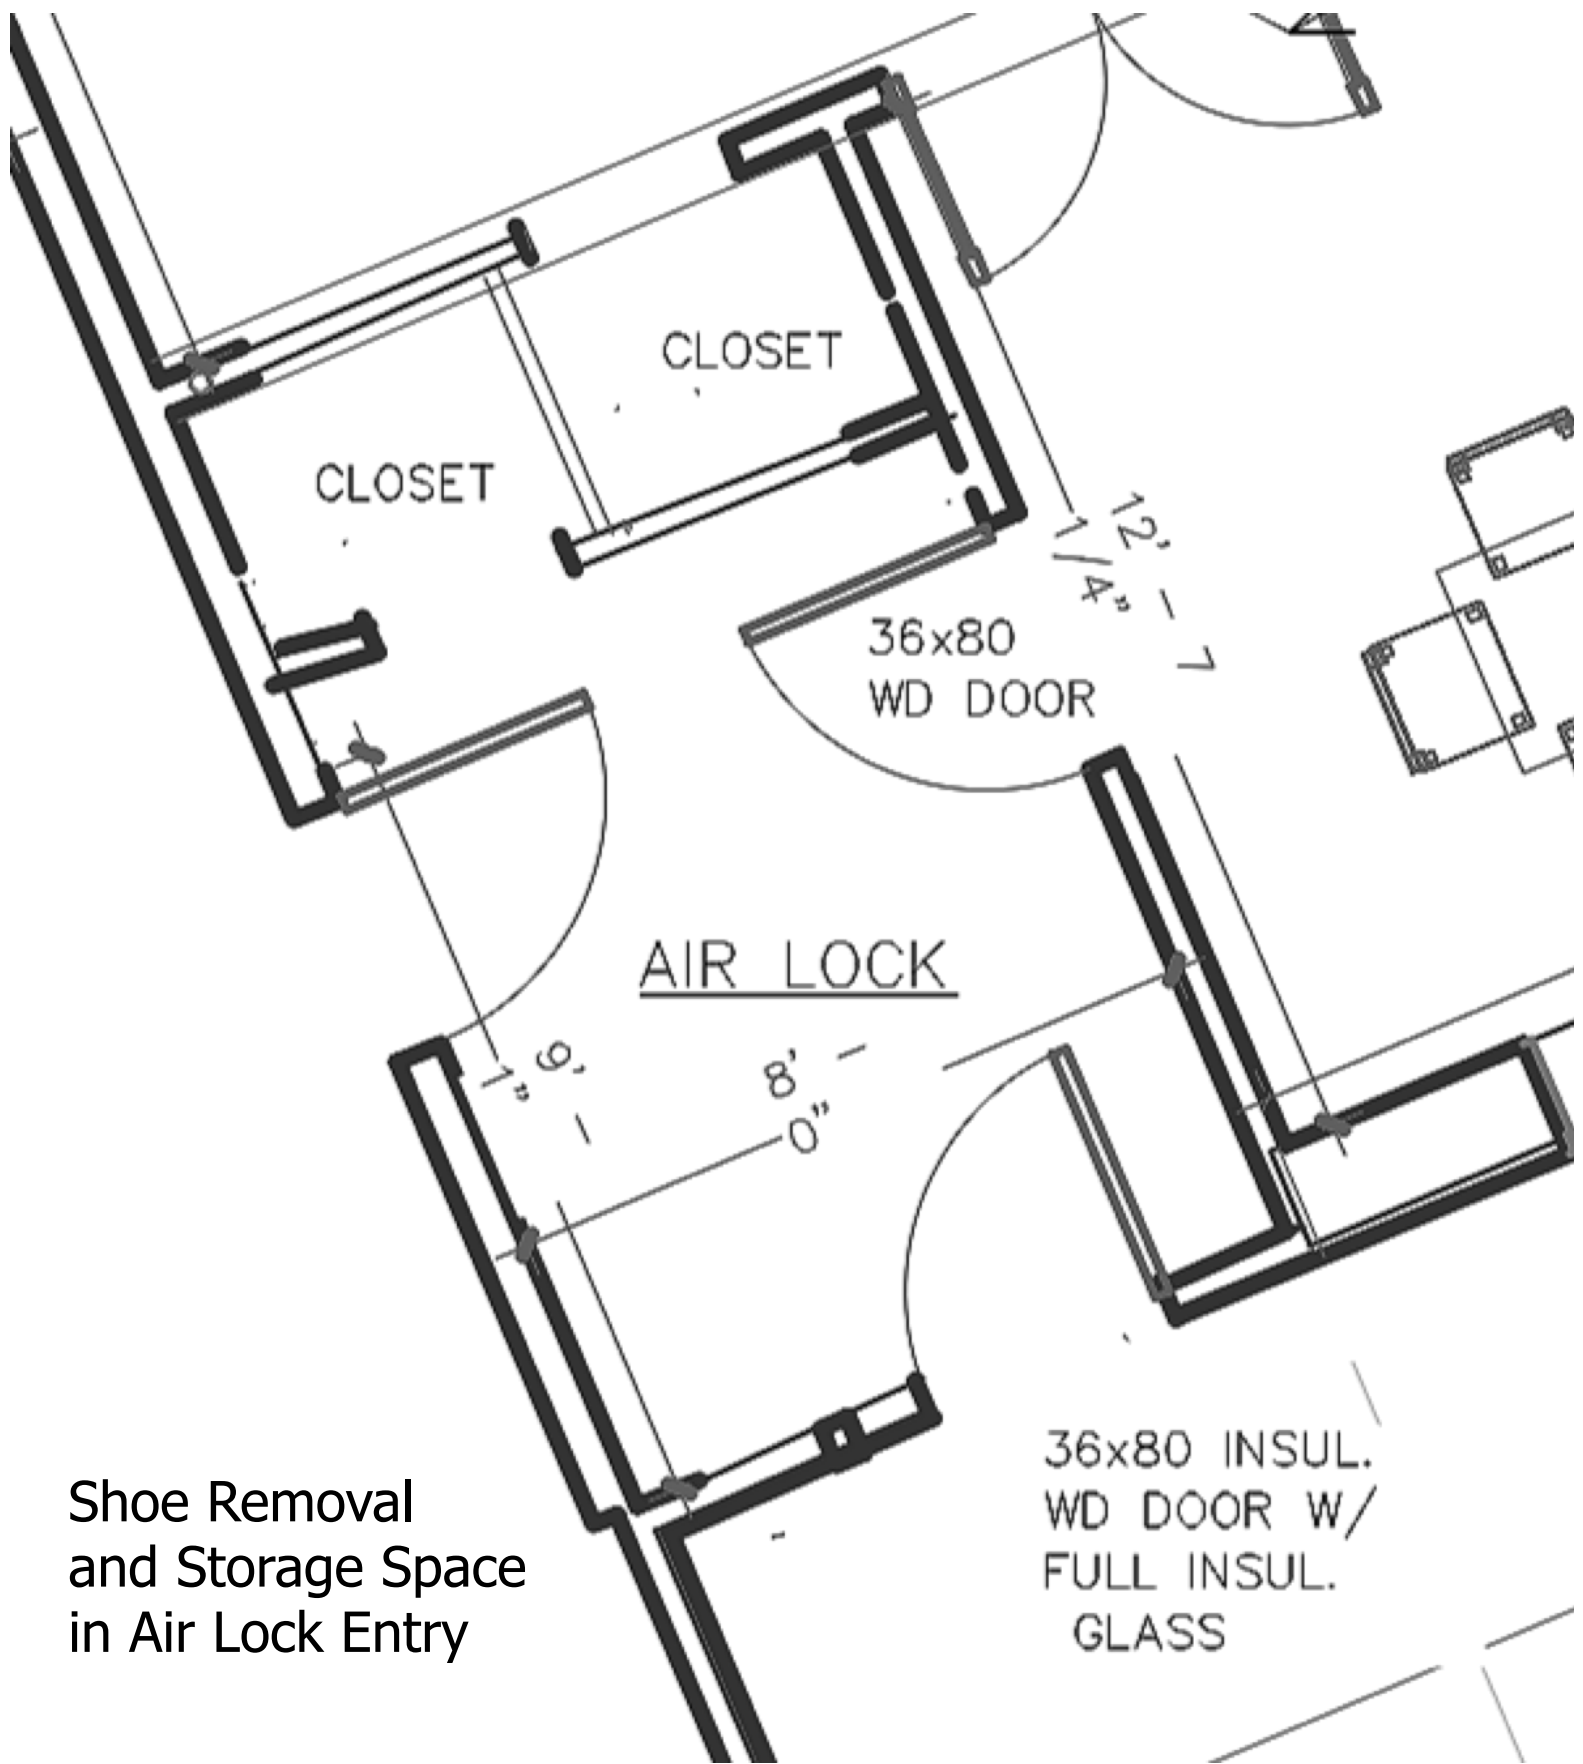 CLOSET
CLOSET
12' - 7
1/4"
36x80
WD DOOR
AIR LOCK
9' -
1"
8' -
0"
36x80 INSUL.
WD DOOR W/
FULL INSUL.
GLASS
Shoe Removal
and Storage Space
in Air Lock Entry